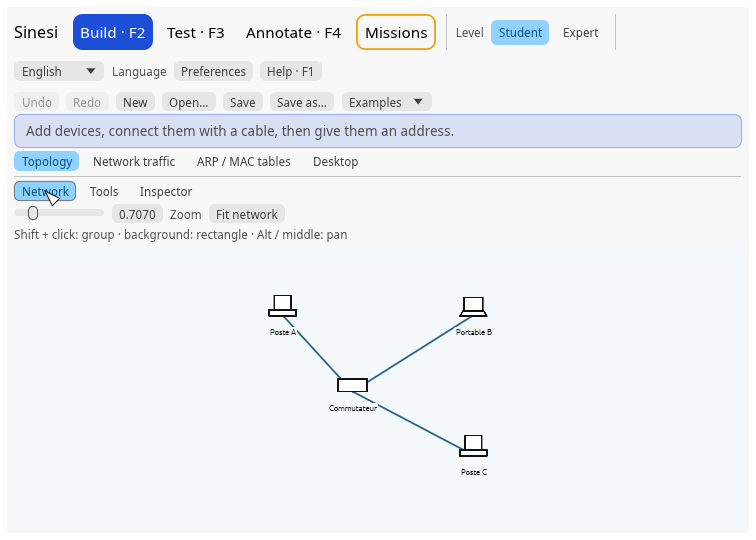 Sinesi Build · F2 Test · F3 Annotate · F4 Missions Level Student Expert
English Language Preferences Help · F1
Undo Redo New Open... Save Save as... Examples
Add devices, connect them with a cable, then give them an address.
Topology Network traffic ARP / MAC tables Desktop
Network Tools Inspector
0.7070 Zoom Fit network
Shift + click: group · background: rectangle · Alt / middle: pan
Poste A Portable B
Commutateur
Poste C